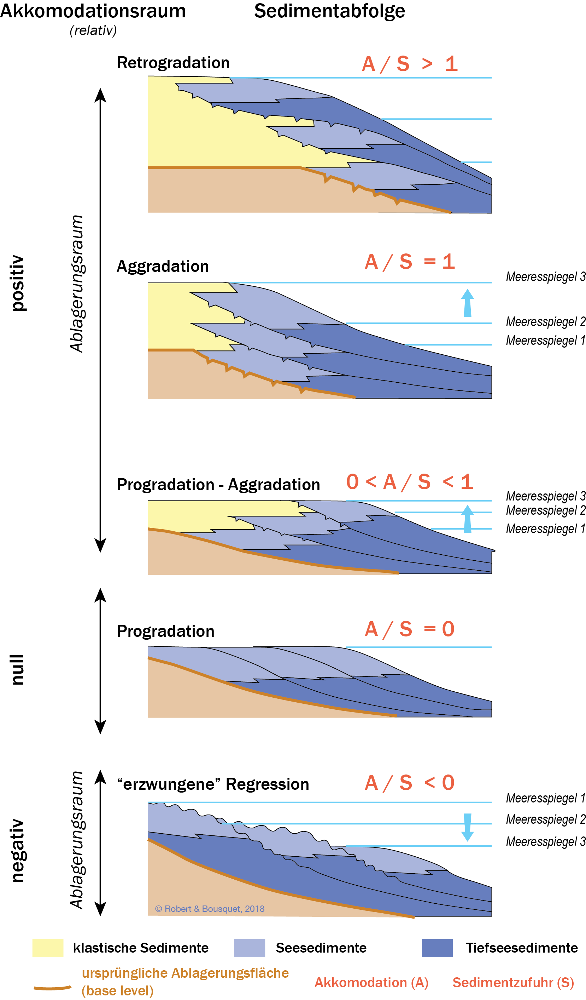 Akkomodationsraum
(relativ)
Sedimentabfolge
positiv
Ablagerungsraum
Retrogradation
A / S > 1
Aggradation
A / S = 1
Meeresspiegel 3
Meeresspiegel 2
Meeresspiegel 1
Progradation - Aggradation
0 < A / S < 1
Meeresspiegel 3
Meeresspiegel 2
Meeresspiegel 1
null
Progradation
A / S = 0
negativ
Ablagerungsraum
“erzwungene” Regression
A / S < 0
Meeresspiegel 1
Meeresspiegel 2
Meeresspiegel 3
© Robert & Bousquet, 2018
klastische Sedimente
Seesedimente
Tiefseesedimente
ursprüngliche Ablagerungsfläche
(base level)
Akkomodation (A)
Sedimentzufuhr (S)